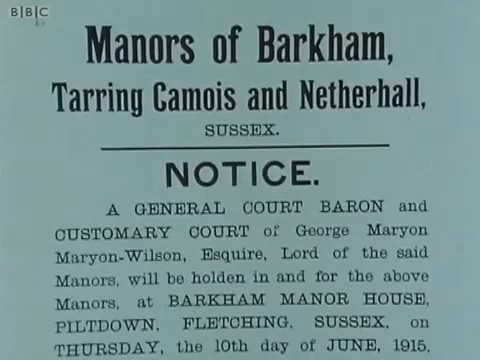 BBC
Manors of Barkham,
Tarring Camois and Netherhall,
SUSSEX.
NOTICE.
A GENERAL COURT BARON and
CUSTOMARY COURT of George Maryon
Maryon-Wilson, Esquire, Lord of the said
Manors, will be holden in and for the above
Manors, at BARKHAM MANOR HOUSE,
PILTDOWN, FLETCHING, SUSSEX, on
THURSDAY, the 10th day of JUNE, 1915,